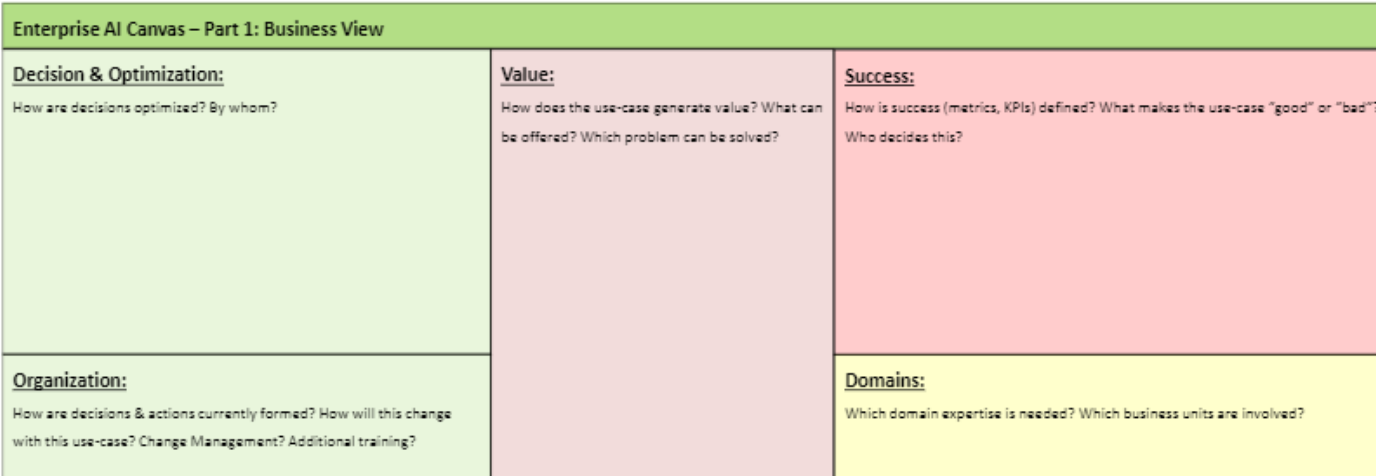 Enterprise AI Canvas – Part 1: Business View
Decision & Optimization:
How are decisions optimized? By whom?
Value:
How does the use-case generate value? What can
be offered? Which problem can be solved?
Success:
How is success (metrics, KPIs) defined? What makes the use-case "good" or "bad"?
Who decides this?
Organization:
How are decisions & actions currently formed? How will this change
with this use-case? Change Management? Additional training?
Domains:
Which domain expertise is needed? Which business units are involved?